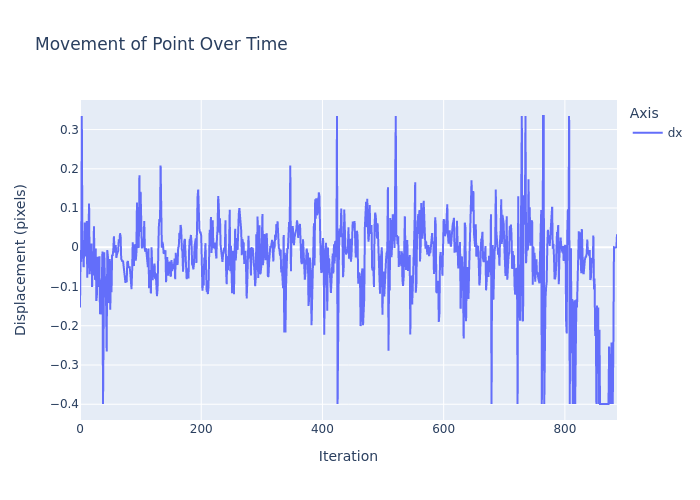 Movement of Point Over Time
Axis
dx
Displacement (pixels)
0.3
0.2
0.1
0
−0.1
−0.2
−0.3
−0.4
0 200 400 600 800
Iteration